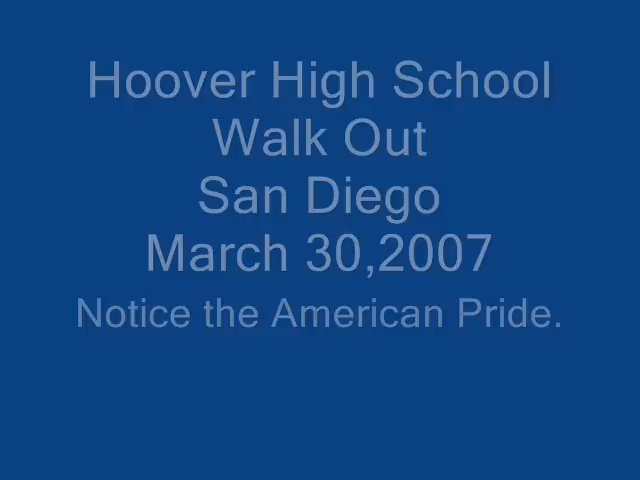 Hoover High School
Walk Out
San Diego
March 30,2007
Notice the American Pride.